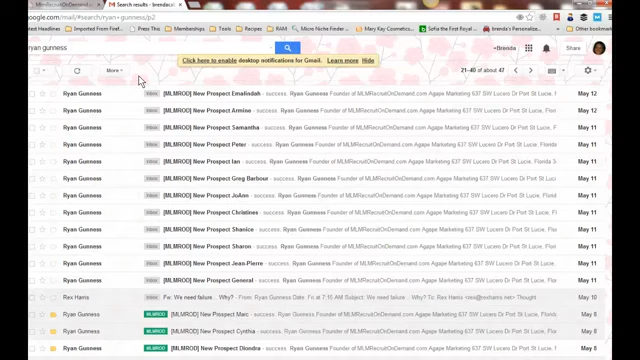 MlmRecruitOnDemand.co Search results - brendacol
google.com/mail/#search/ryan+gunness/p2
test Headlines Imported From Firef Presents Memberships Tools Recipes RAM Micro Niche Finder Mary Key Cosmetics Sofia the First Royal brenda's Personalize Other bookmarks
ryan gunness
+Brenda Share
Click here to enable desktop notifications for Gmail. Learn more Hide
More 21–40 of about 47
Ryan Gunness Inbox [MLMROD] New Prospect Emalindah - success. Ryan Gunness Founder of MLMRecruitOnDemand.com Agape Marketing 637 SW Lucero Dr Port St Lucie, F May 12
Ryan Gunness Inbox [MLMROD] New Prospect Armine - success. Ryan Gunness Founder of MLMRecruitOnDemand.com Agape Marketing 637 SW Lucero Dr Port St Lucie, Flori May 12
Ryan Gunness Inbox [MLMROD] New Prospect Samantha - success. Ryan Gunness Founder of MLMRecruitOnDemand.com Agape Marketing 637 SW Lucero Dr Port St Lucie, Fl May 11
Ryan Gunness Inbox [MLMROD] New Prospect Peter - success. Ryan Gunness Founder of MLMRecruitOnDemand.com Agape Marketing 637 SW Lucero Dr Port St Lucie, Florida May 11
Ryan Gunness Inbox [MLMROD] New Prospect Ian - success. Ryan Gunness Founder of MLMRecruitOnDemand.com Agape Marketing 637 SW Lucero Dr Port St Lucie, Florida 3 May 11
Ryan Gunness Inbox [MLMROD] New Prospect Greg Barbour - success. Ryan Gunness Founder of MLMRecruitOnDemand.com Agape Marketing 637 SW Lucero Dr Port St Lucie, May 11
Ryan Gunness Inbox [MLMROD] New Prospect JoAnn - success. Ryan Gunness Founder of MLMRecruitOnDemand.com Agape Marketing 637 SW Lucero Dr Port St Lucie, Florid May 11
Ryan Gunness Inbox [MLMROD] New Prospect Christinex - success. Ryan Gunness Founder of MLMRecruitOnDemand.com Agape Marketing 637 SW Lucero Dr Port St Lucie, Fl May 11
Ryan Gunness Inbox [MLMROD] New Prospect Shanice - success. Ryan Gunness Founder of MLMRecruitOnDemand.com Agape Marketing 637 SW Lucero Dr Port St Lucie, Flor May 11
Ryan Gunness Inbox [MLMROD] New Prospect Sharon - success. Ryan Gunness Founder of MLMRecruitOnDemand.com Agape Marketing 637 SW Lucero Dr Port St Lucie, Flori May 11
Ryan Gunness Inbox [MLMROD] New Prospect Jean-Pierre - success. Ryan Gunness Founder of MLMRecruitOnDemand.com Agape Marketing 637 SW Lucero Dr Port St Lucie, F May 11
Ryan Gunness Inbox [MLMROD] New Prospect General - success. Ryan Gunness Founder of MLMRecruitOnDemand.com Agape Marketing 637 SW Lucero Dr Port St Lucie, Flor May 11
Rex Harris Inbox Fw: We need failure... Why? - From: Ryan Gunness Date: Fri at 7:15 AM Subject: We need failure... Why? To: Rex Harris <rex@rexharris.net> Thought May 10
Ryan Gunness MLMROD [MLMROD] New Prospect Marc - success. Ryan Gunness Founder of MLMRecruitOnDemand.com Agape Marketing 637 SW Lucero Dr Port St Lucie, Florida May 8
Ryan Gunness MLMROD [MLMROD] New Prospect Cynthia - success. Ryan Gunness Founder of MLMRecruitOnDemand.com Agape Marketing 637 SW Lucero Dr Port St Lucie, Flo May 8
Ryan Gunness MLMROD [MLMROD] New Prospect Diondra - success. Ryan Gunness Founder of MLMRecruitOnDemand.com Agape Marketing 637 SW Lucero Dr Port St Lucie, Flo May 8